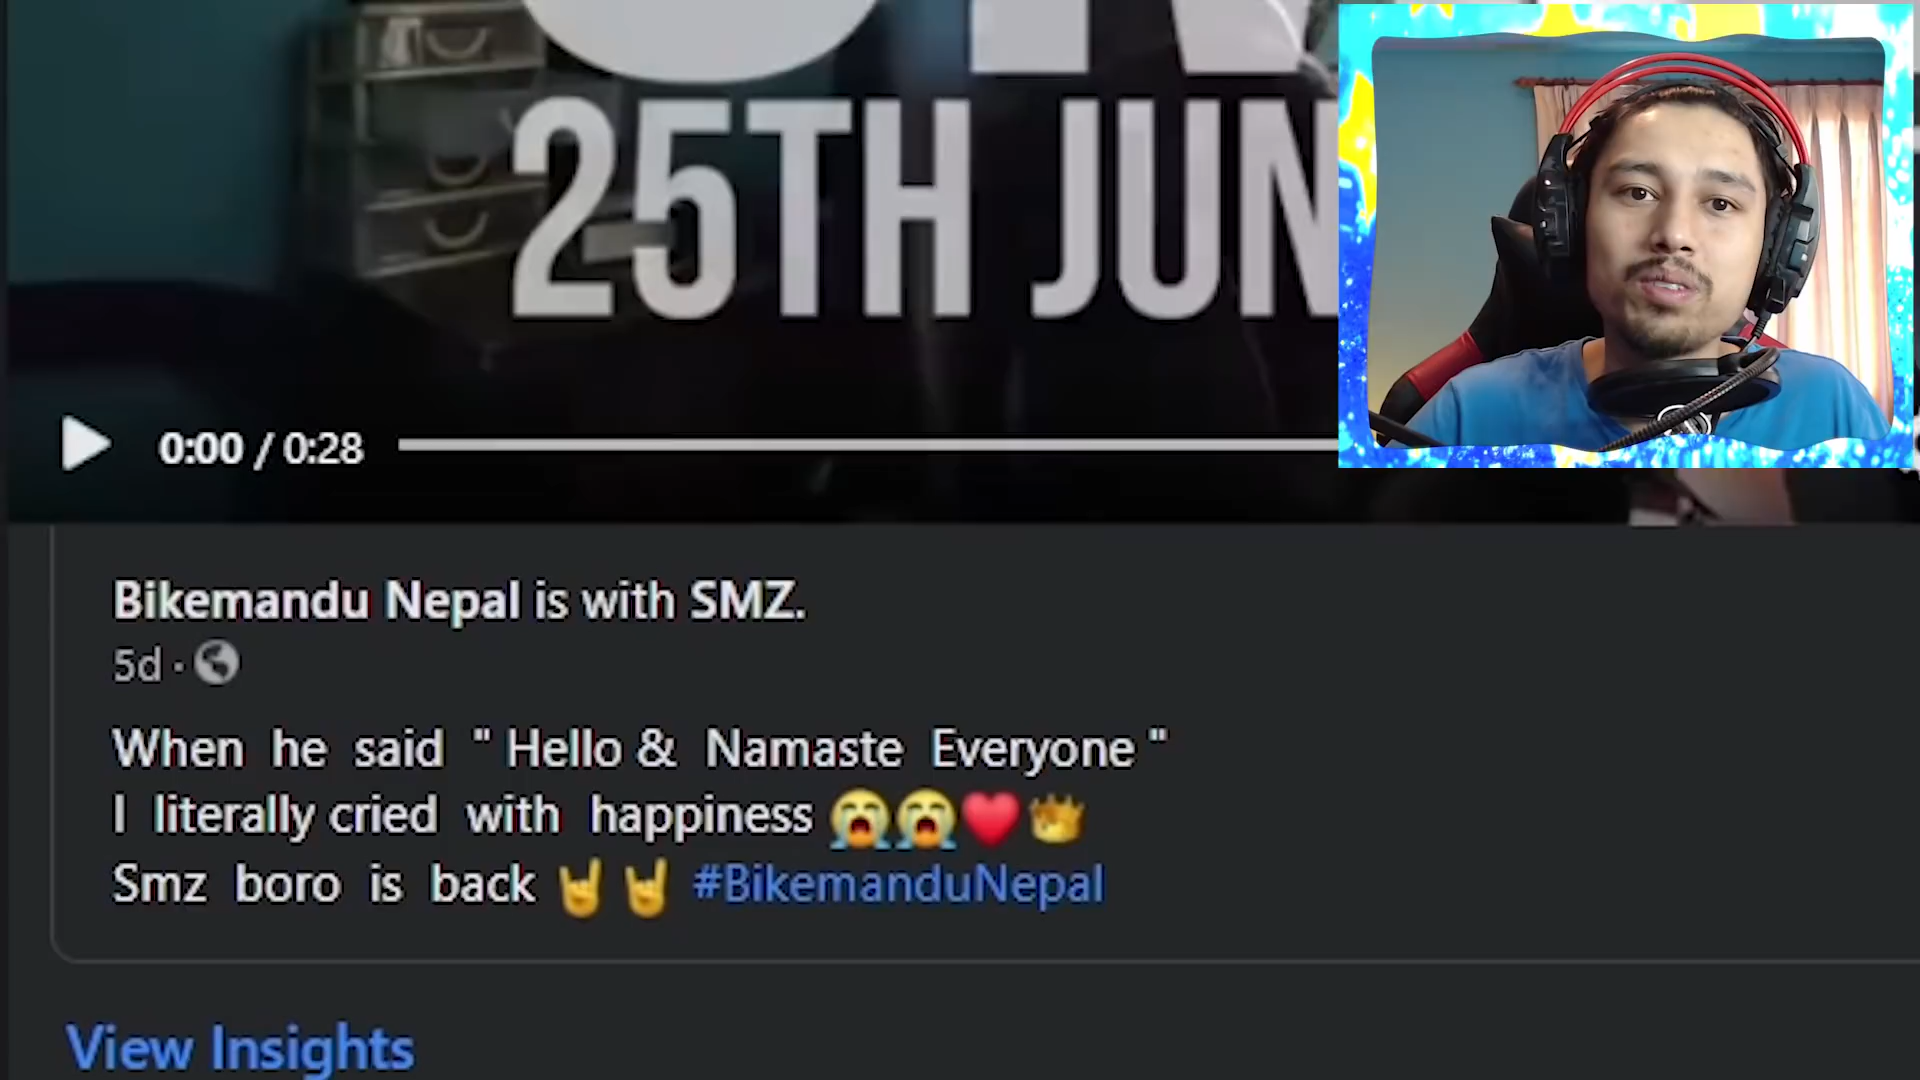 25TH JUN
0:00 / 0:28
Bikemandu Nepal is with SMZ.
5d ·
When he said " Hello & Namaste Everyone "
I literally cried with happiness 😭😭❤️👑
Smz boro is back 🤘🤘 #BikemanduNepal
View Insights